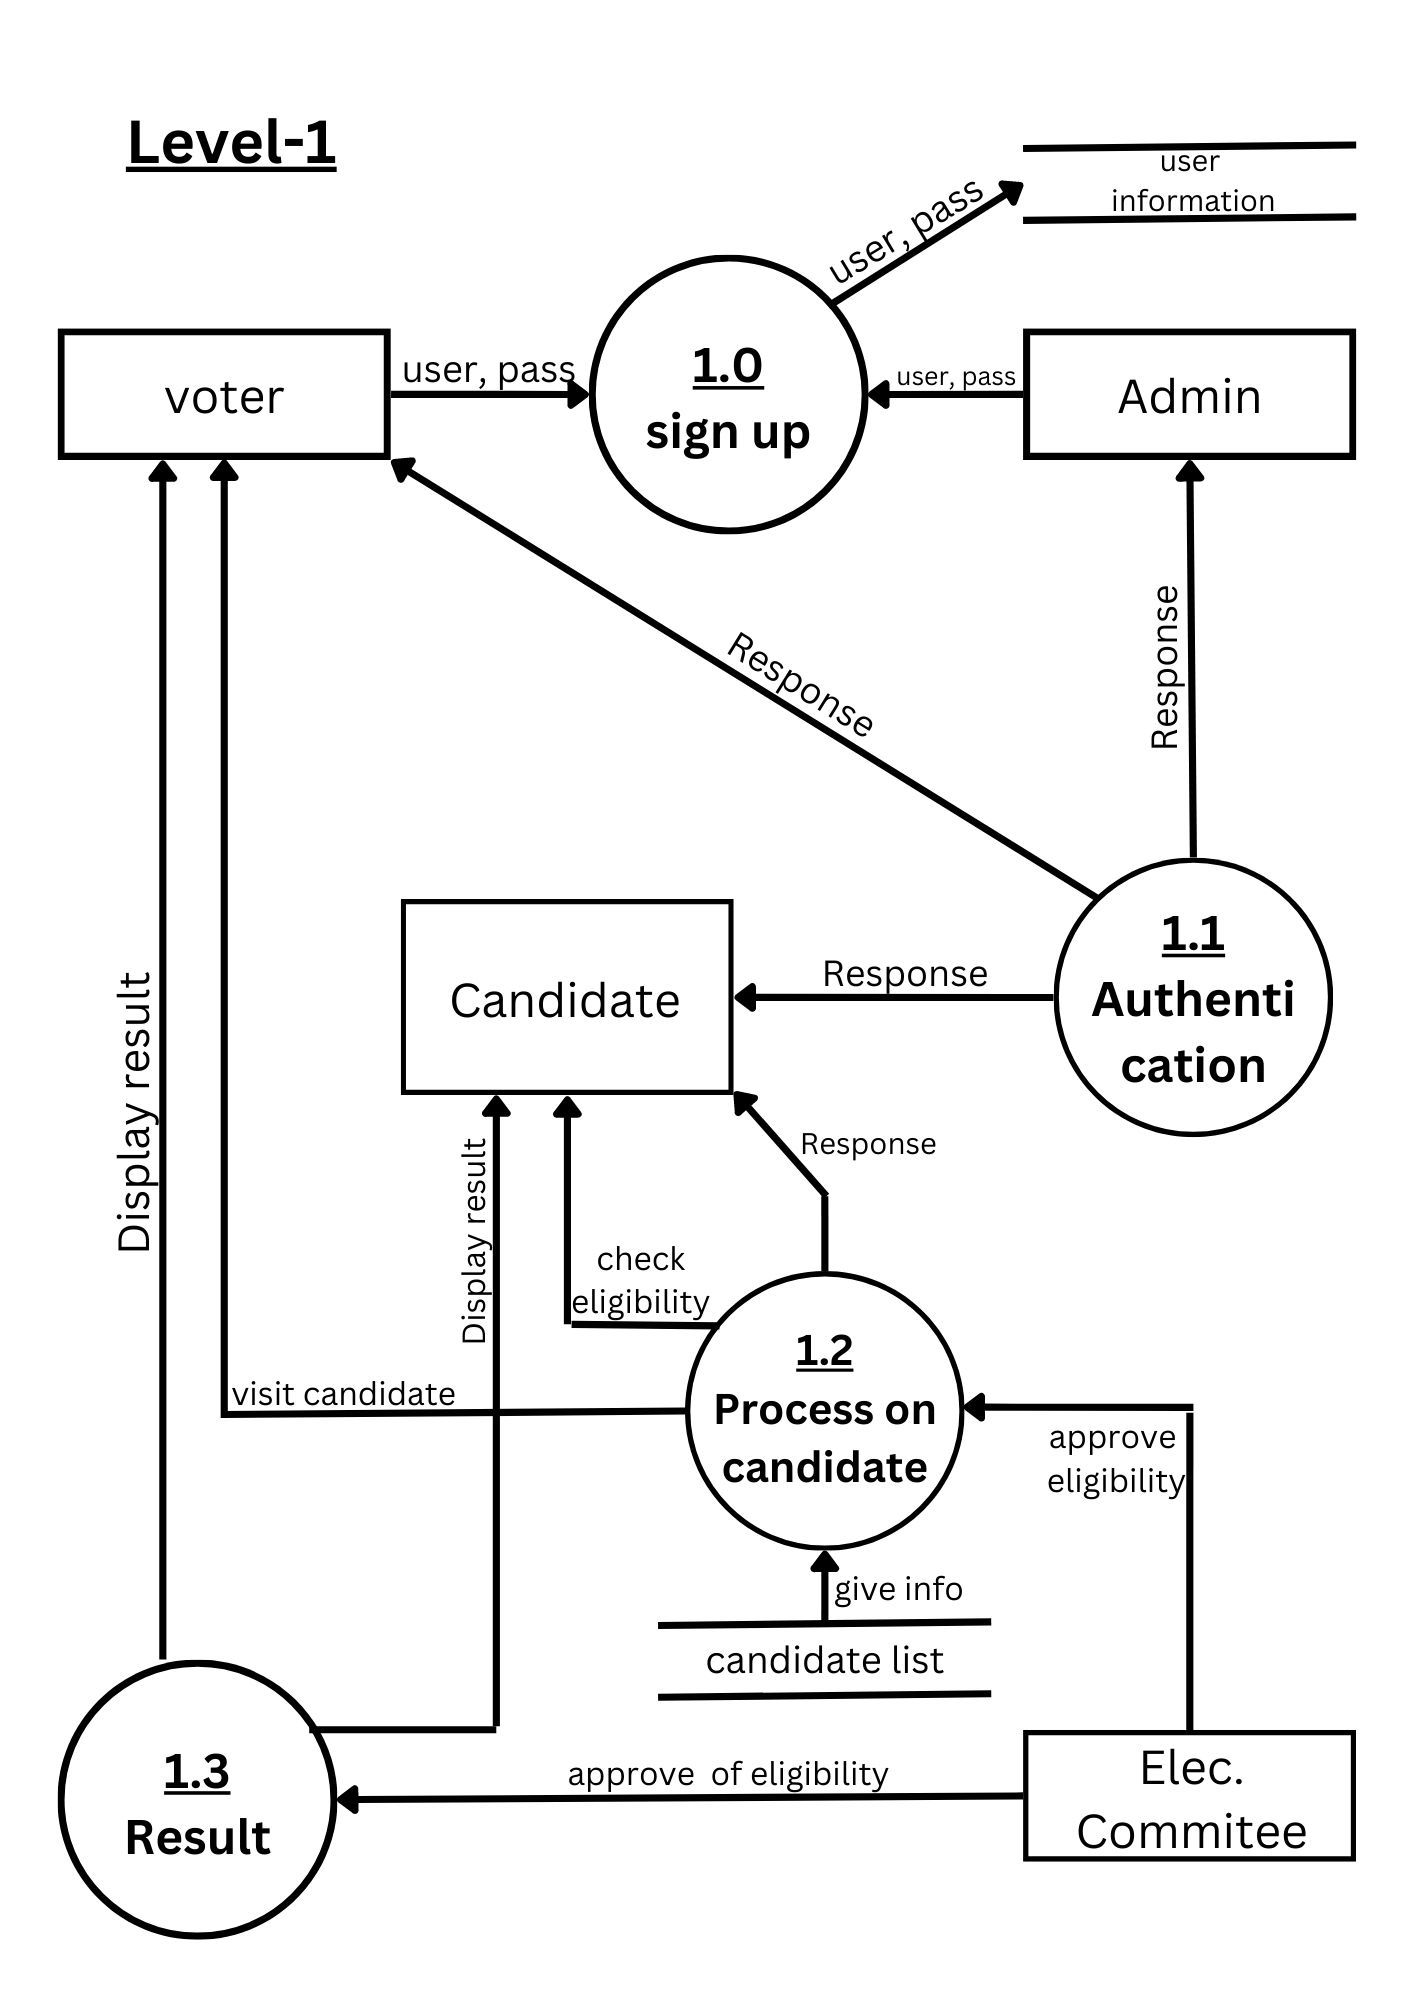 Level-1
user
information
user, pass
voter
user, pass
1.0
sign up
user, pass
Admin
Response
Response
1.1
Authenti
cation
Response
Candidate
Display result
Response
Display result
check
eligibility
1.2
Process on
candidate
visit candidate
approve
eligibility
give info
candidate list
1.3
Result
approve of eligibility
Elec.
Commitee